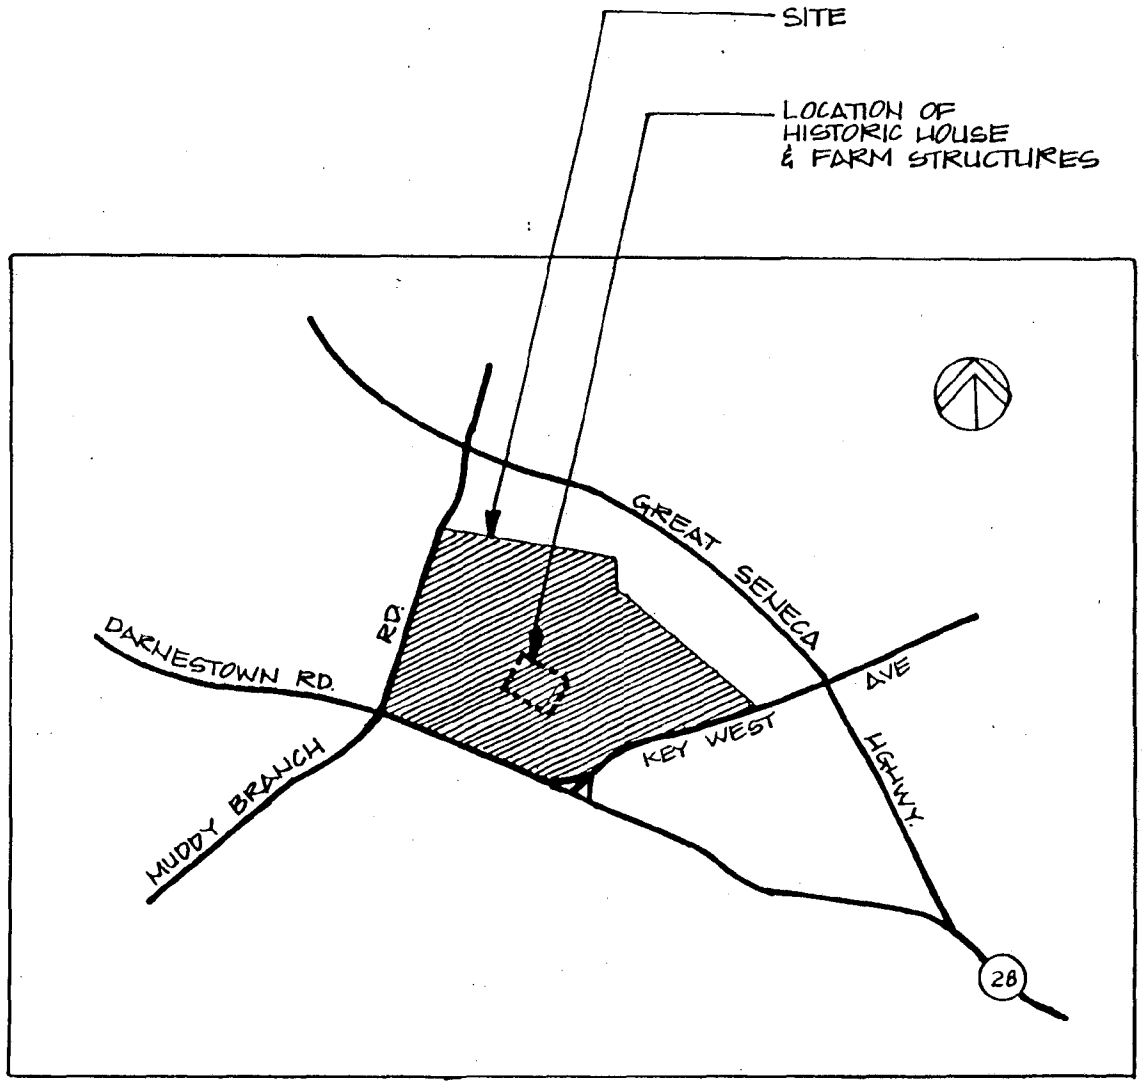 SITE
LOCATION OF
HISTORIC HOUSE
& FARM STRUCTURES
GREAT SENECA
HGHWY.
DARNESTOWN RD.
MUDDY BRANCH
RD.
KEY WEST
AVE
28